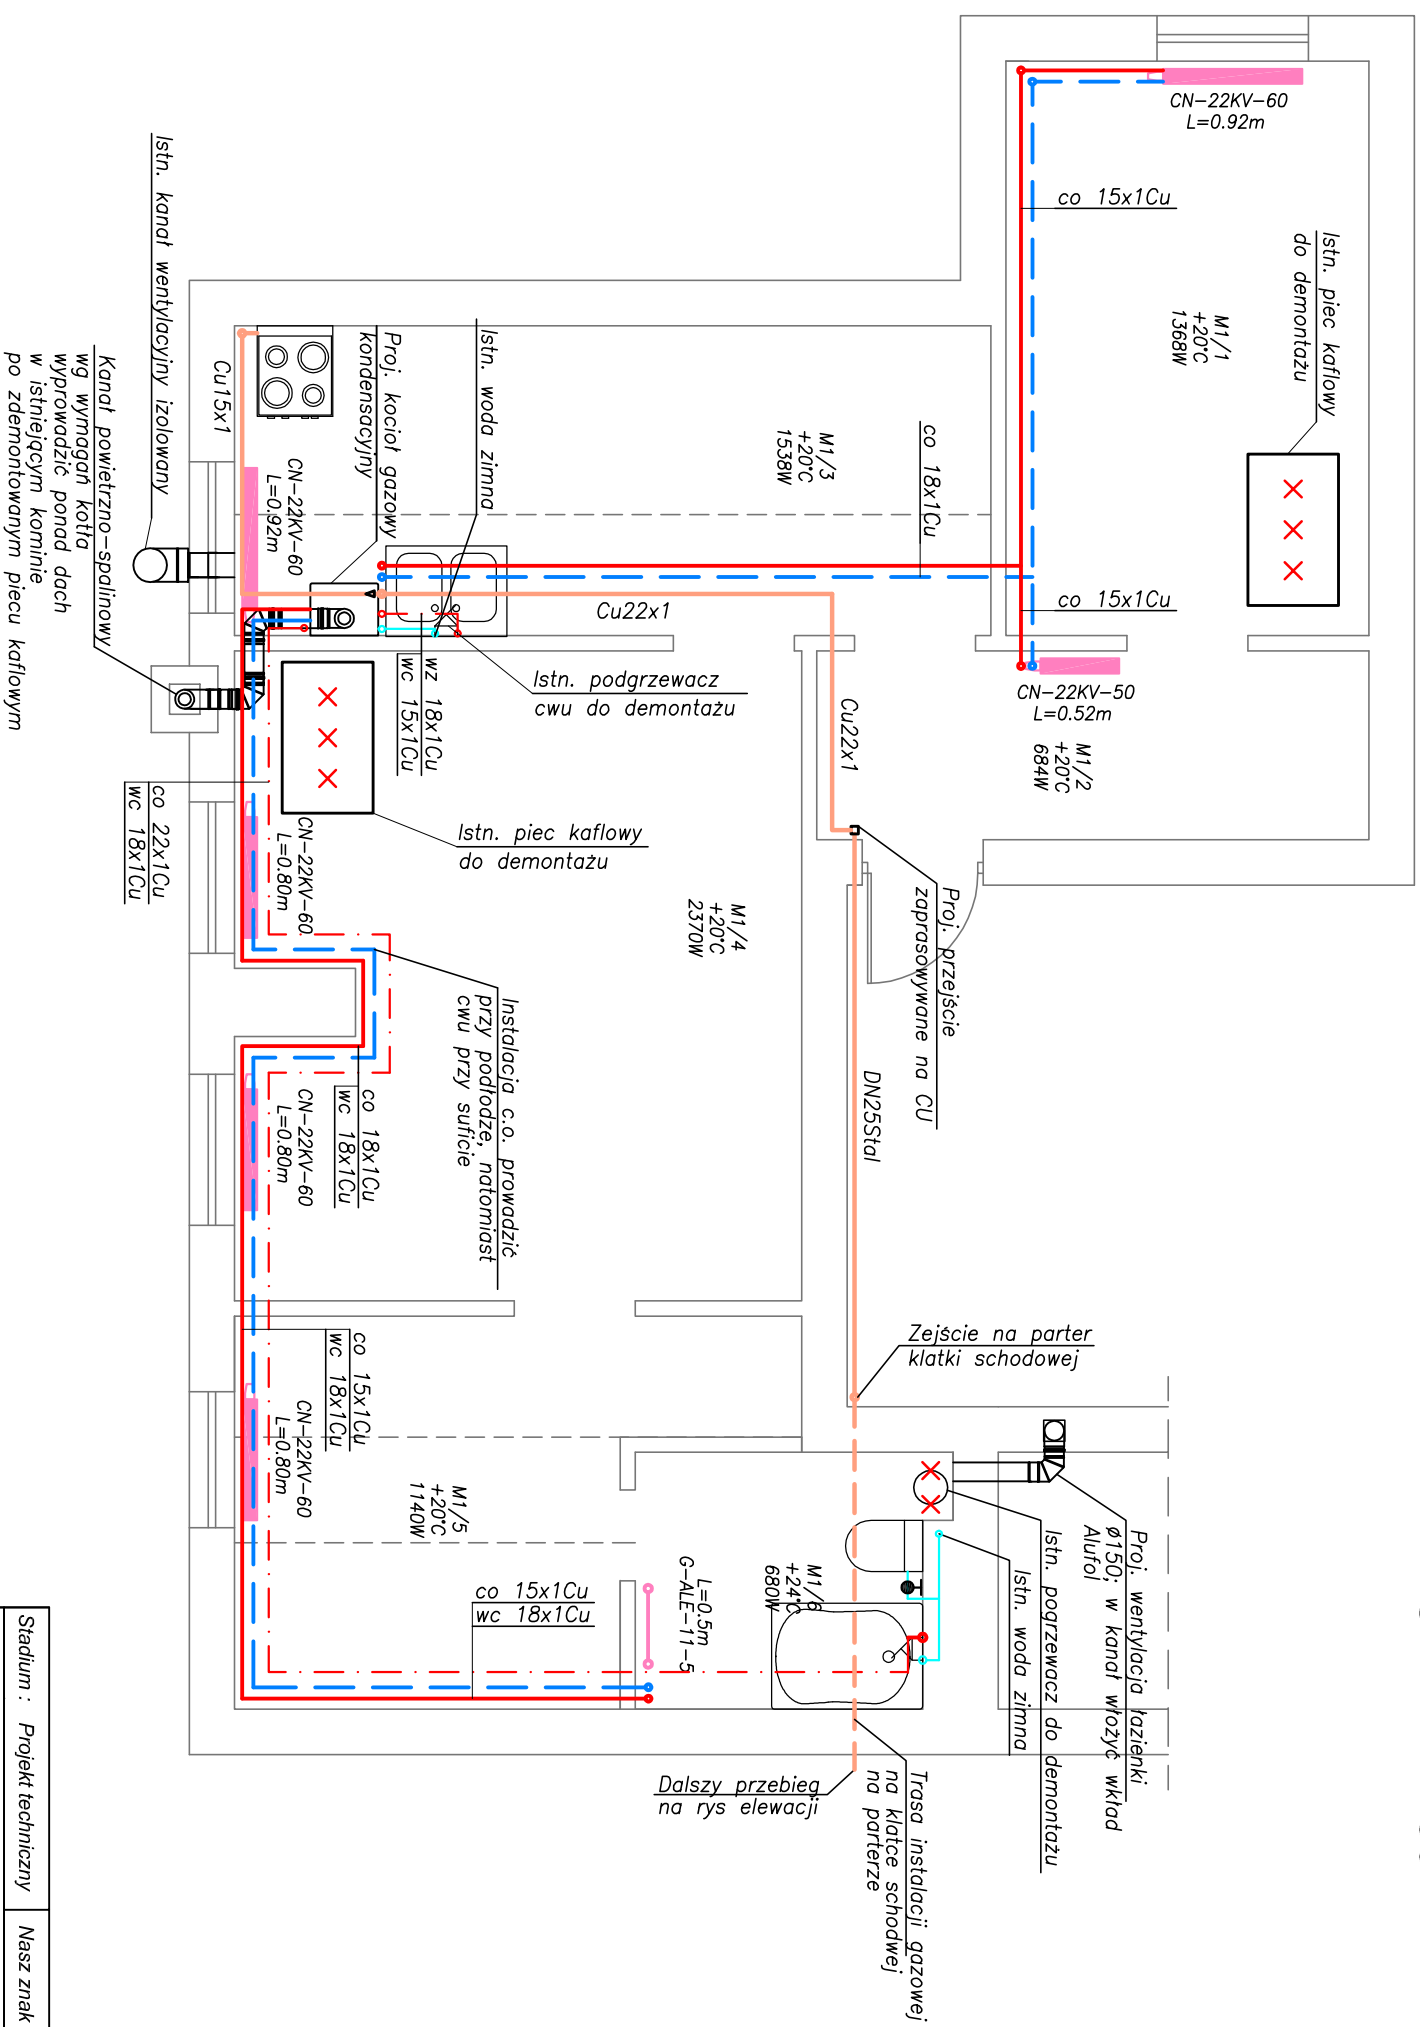 CN-22KV-60
L=0.92m
co 15x1Cu
Istn. piec kaflowy
do demontażu
M1/1
+20°C
1368W
Istn. kanał wentylacyjny izolowany
Kanał powietrzno-spalinowy
wg wymagań kotła
wyprowadzić ponad dach
w istniejącym kominie
po zdemontowanym piecu kaflowym
Cu15x1
CN-22KV-60
L=0.92m
Proj. kocioł gazowy
kondensacyjny
Istn. woda zimna
M1/3
+20°C
1538W
co 18x1Cu
co 15x1Cu
Cu22x1
wz 18x1Cu
wc 15x1Cu
Istn. podgrzewacz
cwu do demontażu
CN-22KV-50
L=0.52m
M1/2
+20°C
684W
Cu22x1
co 22x1Cu
wc 18x1Cu
CN-22KV-60
L=0.80m
Istn. piec kaflowy
do demontażu
M1/4
+20°C
2370W
Proj. przejście
zaprasowywane na CU
DN25Stal
Instalacja c.o. prowadzić
przy podłodze, natomiast
cwu przy suficie
co 18x1Cu
wc 18x1Cu
CN-22KV-60
L=0.80m
Zejście na parter
klatki schodowej
co 15x1Cu
wc 18x1Cu
CN-22KV-60
L=0.80m
M1/5
+20°C
1140W
co 15x1Cu
wc 18x1Cu
L=0.5m
G-ALE-11-5
M1/6
+24°C
680W
Proj. wentylacja łazienki
ø150; w kanał włożyć wkład
Alufol
Istn. pogrzewacz do demontażu
Istn. woda zimna
Dalszy przebieg
na rys elewacji
Trasa instalacji gazowej
na klatce schodwej
na parterze
Stadium : Projekt techniczny
Nasz znak